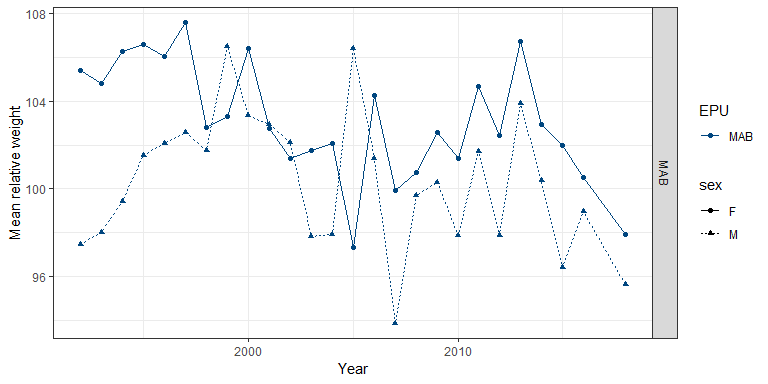 108
104
100
96
Mean relative weight
2000
2010
Year
MAB
EPU
MAB
sex
F
M